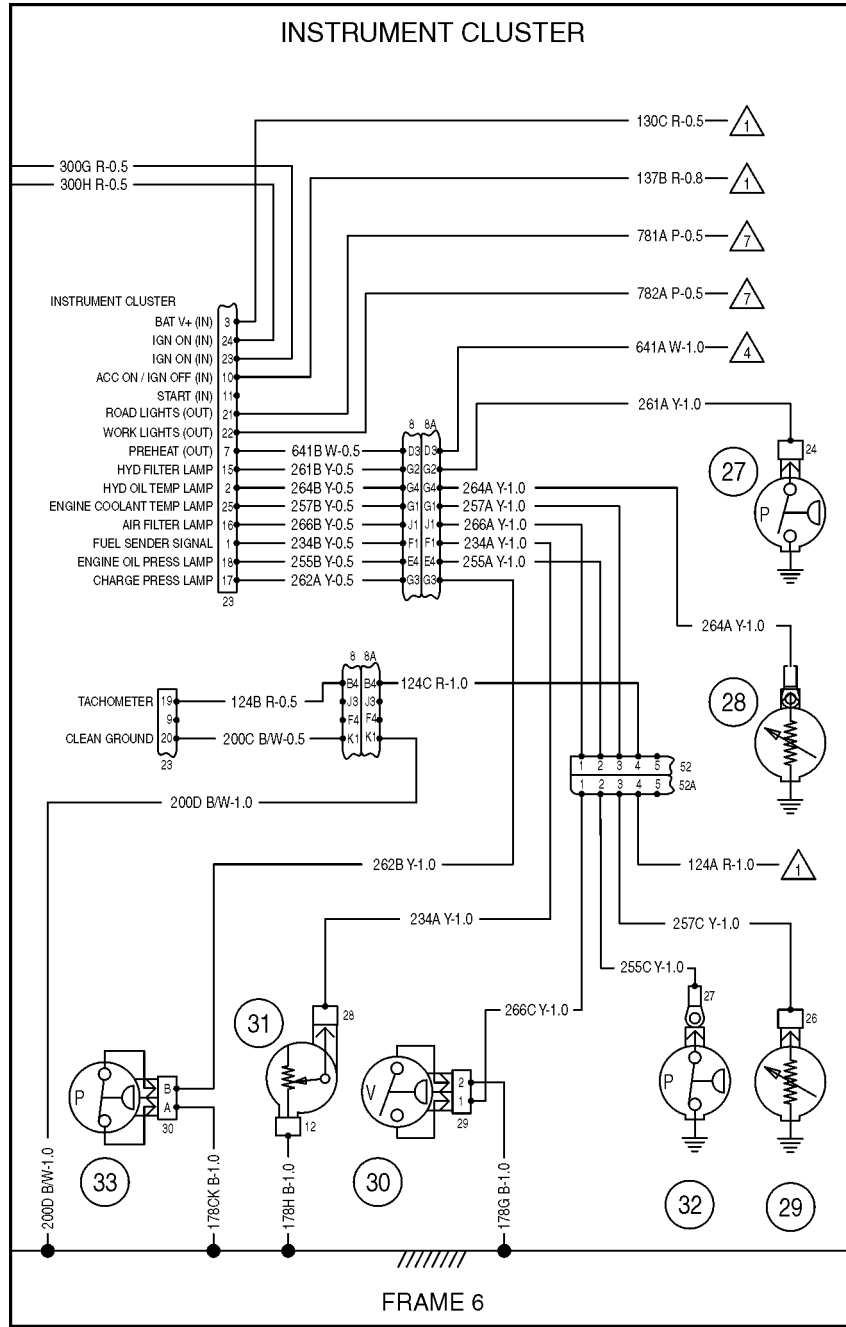 INSTRUMENT CLUSTER
130C R-0.5 1
300G R-0.5
300H R-0.5
137B R-0.8 1
781A P-0.5 7
782A P-0.5 7
641A W-1.0 4
261A Y-1.0
INSTRUMENT CLUSTER
BAT V+ (IN) 3
IGN ON (IN) 24
IGN ON (IN) 23
ACC ON / IGN OFF (IN) 10
START (IN) 11
ROAD LIGHTS (OUT) 21
WORK LIGHTS (OUT) 22
8 8A
PREHEAT (OUT) 7 641B W-0.5 D3 D3
HYD FILTER LAMP 15 261B Y-0.5 G2 G2
HYD OIL TEMP LAMP 2 264B Y-0.5 G4 G4 264A Y-1.0
ENGINE COOLANT TEMP LAMP 25 257B Y-0.5 G1 G1 257A Y-1.0
AIR FILTER LAMP 16 266B Y-0.5 J1 J1 266A Y-1.0
FUEL SENDER SIGNAL 1 234B Y-0.5 F1 F1 234A Y-1.0
ENGINE OIL PRESS LAMP 18 255B Y-0.5 E4 E4 255A Y-1.0
CHARGE PRESS LAMP 17 262A Y-0.5 G3 G3
23
24
27
P
264A Y-1.0
28
8 8A
TACHOMETER 19 124B R-0.5 B4 B4 124C R-1.0
9 J3 J3
F4 F4
CLEAN GROUND 20 200C B/W-0.5 K1 K1
23
1 2 3 4 5 52
1 2 3 4 5 52A
200D B/W-1.0
262B Y-1.0
124A R-1.0 1
234A Y-1.0
257C Y-1.0
255C Y-1.0
266C Y-1.0
31
28
27
26
P
B
A
30
33
12
V
2
1
29
30
P
32
29
200D B/W-1.0
178CK B-1.0
178H B-1.0
178G B-1.0
FRAME 6